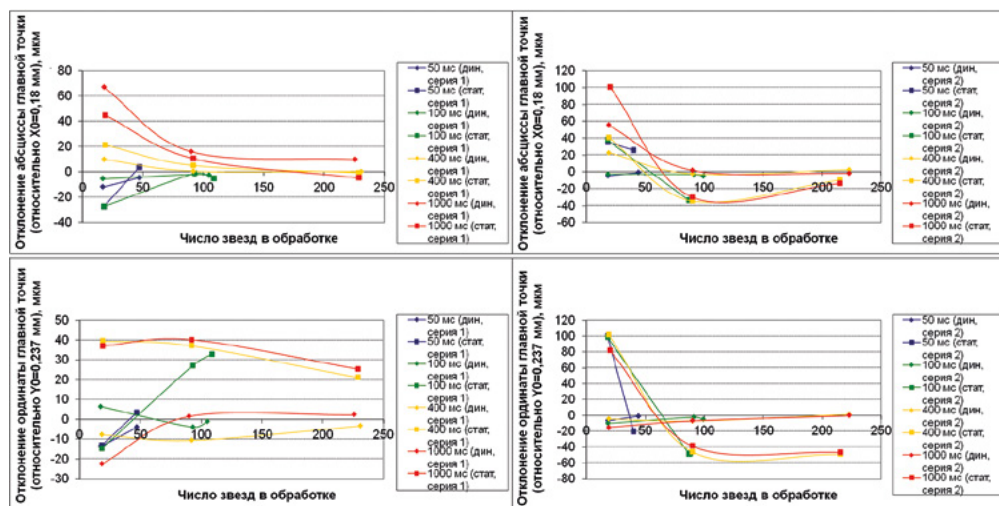 Отклонение абсциссы главной точки
(относительно X0=0,18 мм), мкм
80
60
40
20
0
-20
-40
0
50
100
150
200
250
Число звезд в обработке
50 мс (дин,
серия 1)
50 мс (стат,
серия 1)
100 мс (дин,
серия 1)
100 мс (стат,
серия 1)
400 мс (дин,
серия 1)
400 мс (стат,
серия 1)
1000 мс (дин,
серия 1)
1000 мс (стат,
серия 1)
Отклонение абсциссы главной точки
(относительно X0=0,18 мм), мкм
120
100
80
60
40
20
0
-20
-40
-60
0
50
100
150
200
250
Число звезд в обработке
50 мс (дин,
серия 2)
50 мс (стат,
серия 2)
100 мс (дин,
серия 2)
100 мс (стат,
серия 2)
400 мс (дин,
серия 2)
400 мс (стат,
серия 2)
1000 мс (дин,
серия 2)
1000 мс (стат,
серия 2)
Отклонение ординаты главной точки
(относительно Y0=0,237 мм), мкм
50
40
30
20
10
0
-10
-20
-30
0
50
100
150
200
250
Число звезд в обработке
50 мс (дин,
серия 1)
50 мс (стат,
серия 1)
100 мс (дин,
серия 1)
100 мс (стат,
серия 1)
400 мс (дин,
серия 1)
400 мс (стат,
серия 1)
1000 мс (дин,
серия 1)
1000 мс (стат,
серия 1)
Отклонение ординаты главной точки
(относительно Y0=0,237 мм), мкм
120
100
80
60
40
20
0
-20
-40
-60
-80
0
50
100
150
200
250
Число звезд в обработке
50 мс (дин,
серия 2)
50 мс (стат,
серия 2)
100 мс (дин,
серия 2)
100 мс (стат,
серия 2)
400 мс (дин,
серия 2)
400 мс (стат,
серия 2)
1000 мс (дин,
серия 2)
1000 мс (стат,
серия 2)